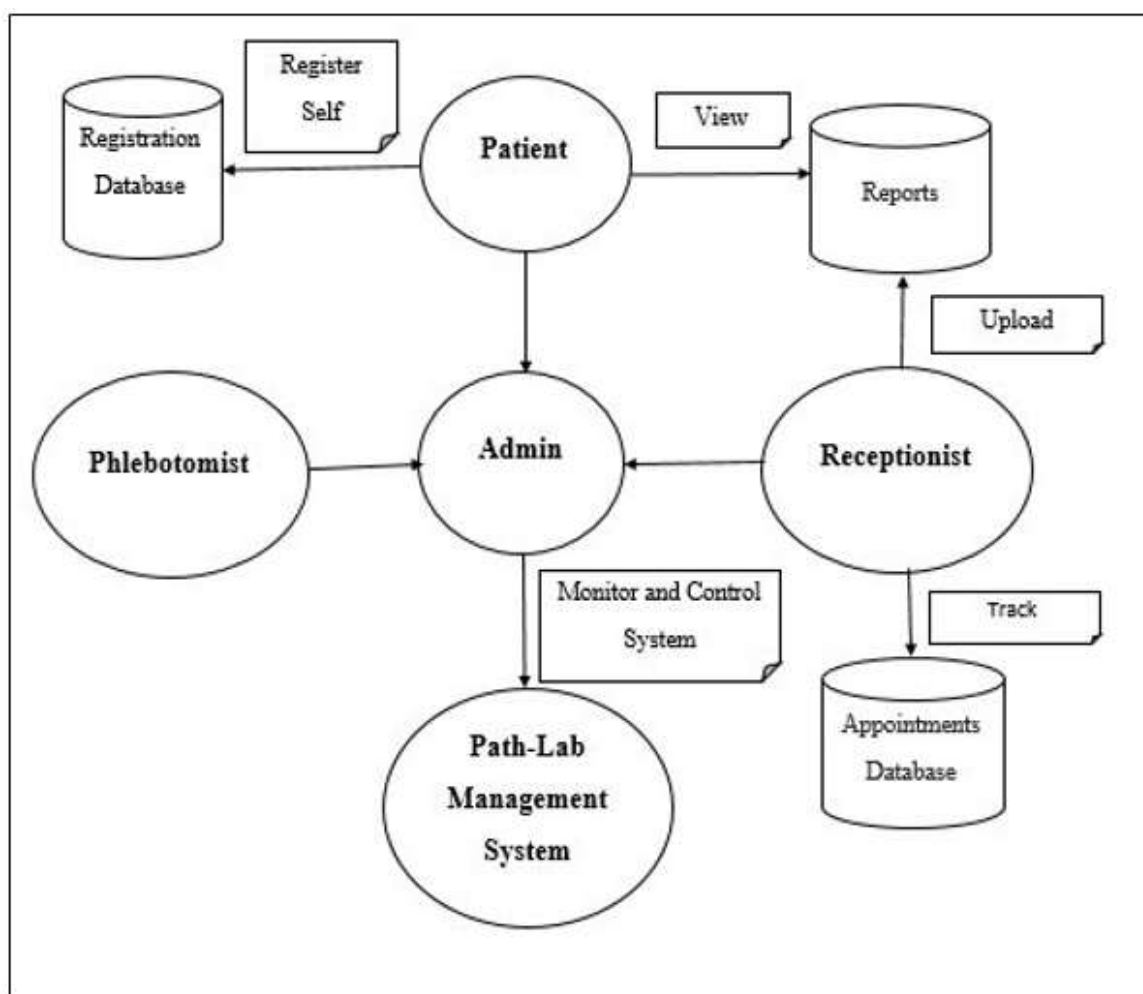 Register
Self
Registration
Database
Patient
View
Reports
Upload
Phlebotomist
Admin
Receptionist
Monitor and Control
System
Track
Path-Lab
Management
System
Appointments
Database